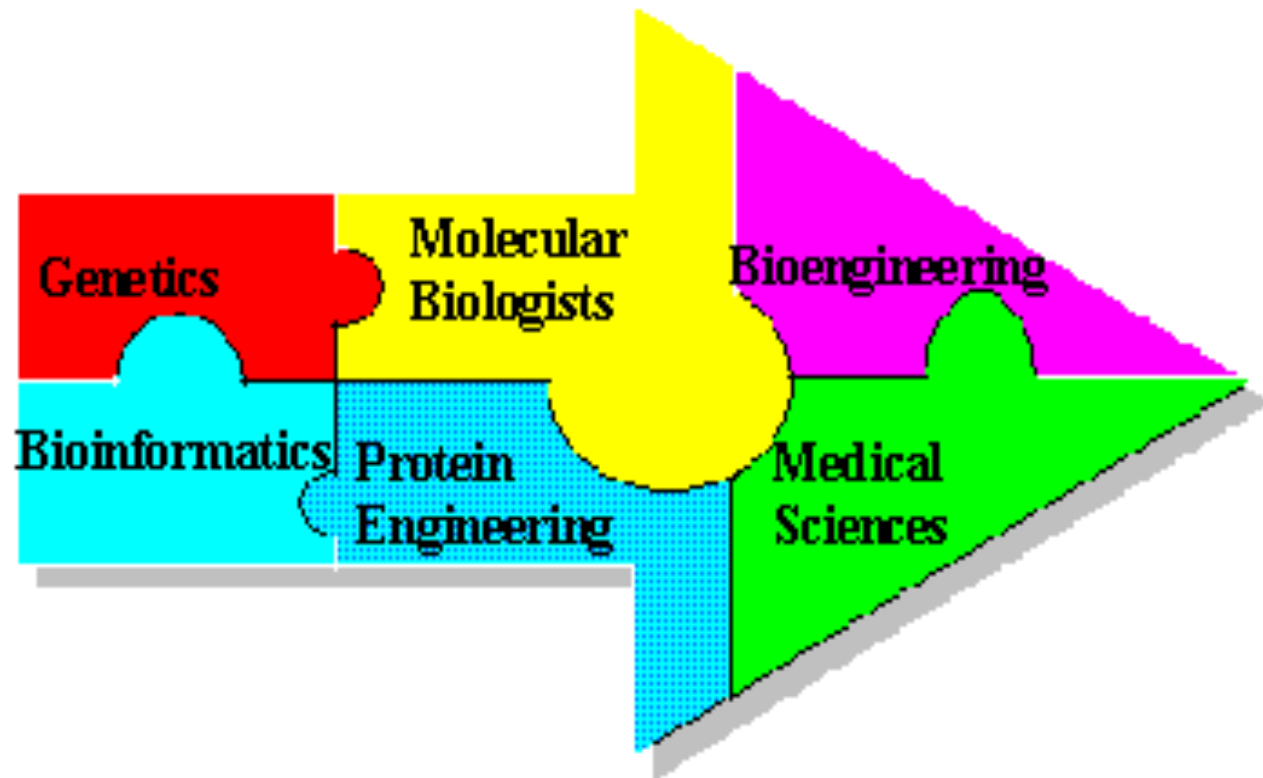 Genetics
Molecular
Biologists
Bioengineering
Bioinformatics
Protein
Engineering
Medical
Sciences